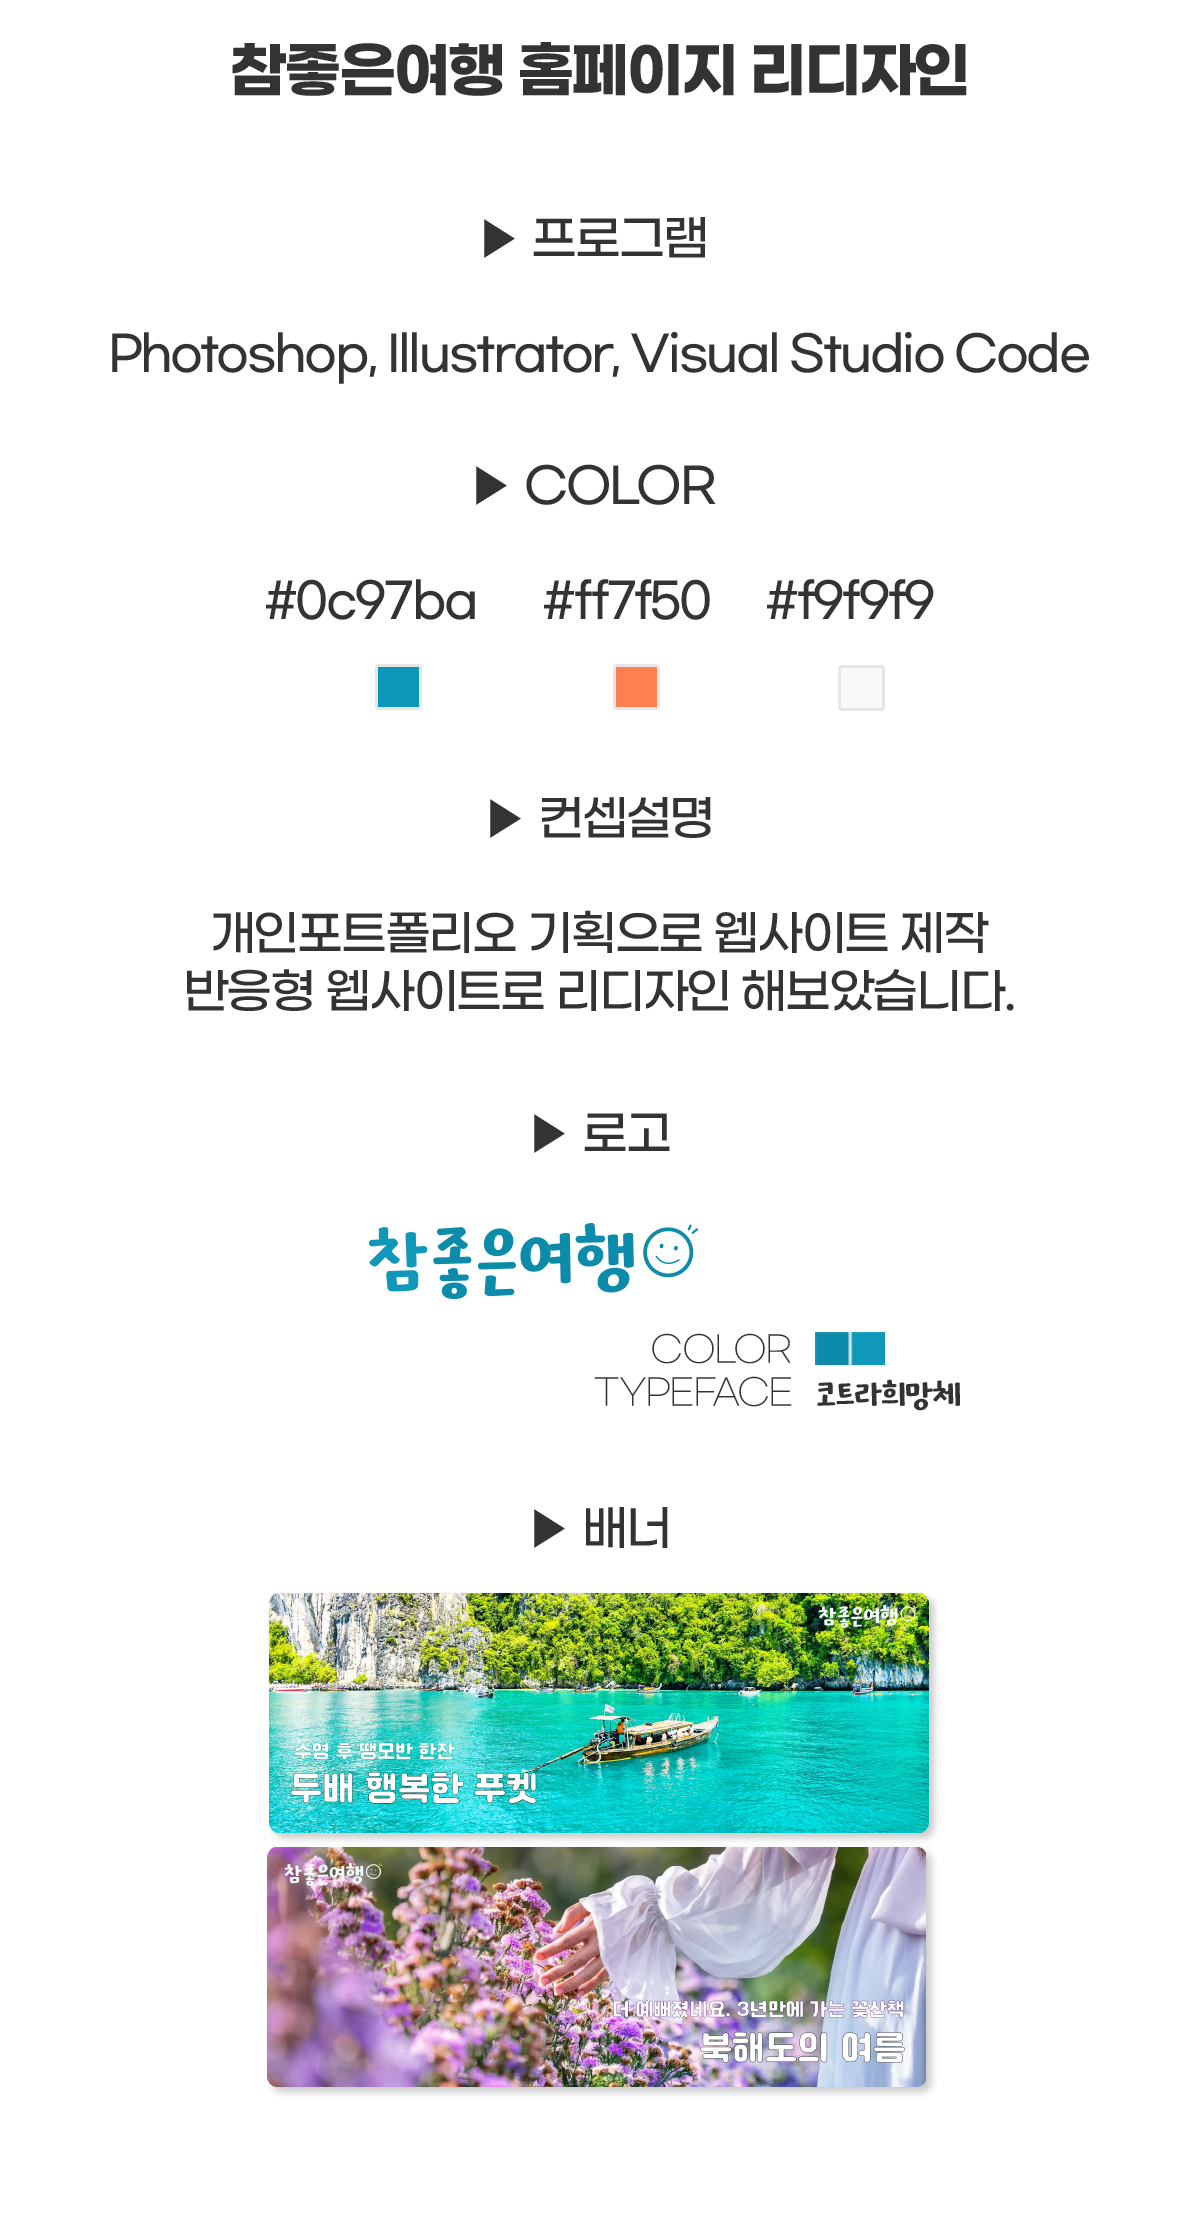 참좋은여행 홈페이지 리디자인
▶ 프로그램
Photoshop, Illustrator, Visual Studio Code
▶ COLOR
#0c97ba #ff7f50 #f9f9f9
▶ 컨셉설명
개인포트폴리오 기획으로 웹사이트 제작
반응형 웹사이트로 리디자인 해보았습니다.
▶ 로고
참좋은여행
COLOR
TYPEFACE 코트라희망체
▶ 배너
참좋은여행
수영 후 땡모반 한잔
두배 행복한 푸켓
참좋은여행
더 예뻐졌네요. 3년만에 가는 꽃산책
북해도의 여름